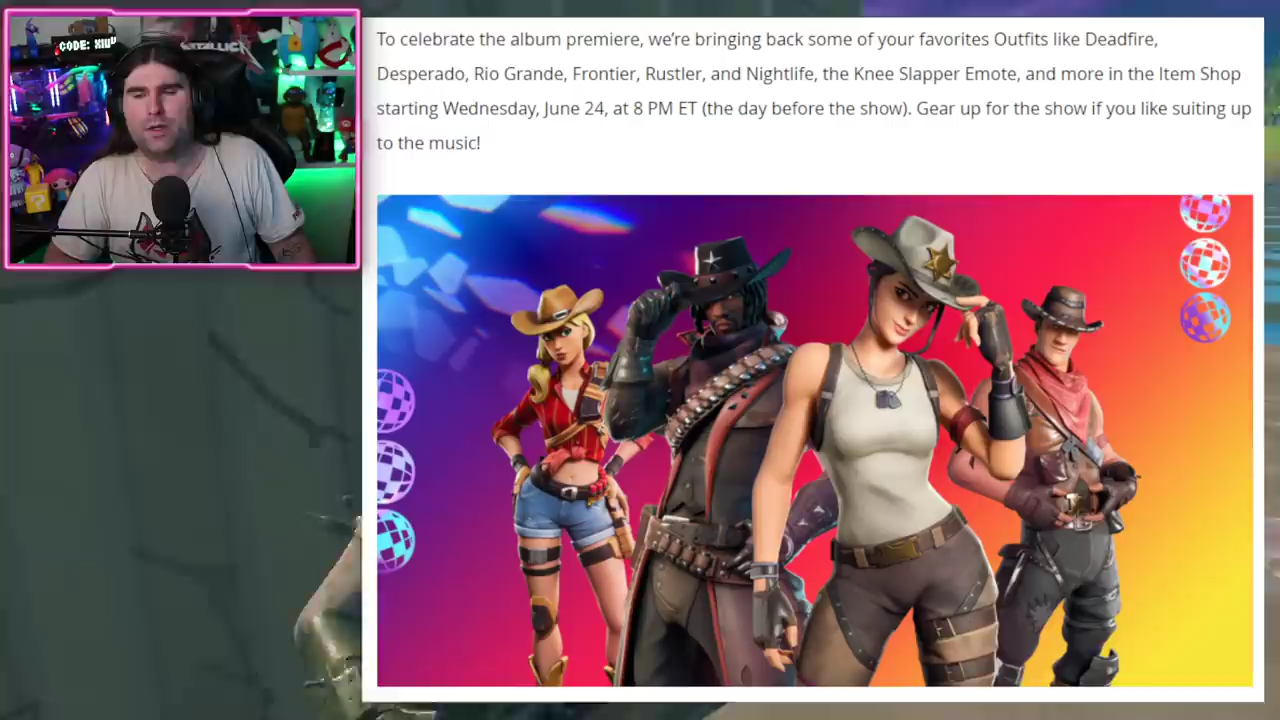 CODE: XIUV
METALLICA
To celebrate the album premiere, we're bringing back some of your favorites Outfits like Deadfire,
Desperado, Rio Grande, Frontier, Rustler, and Nightlife, the Knee Slapper Emote, and more in the Item Shop
starting Wednesday, June 24, at 8 PM ET (the day before the show). Gear up for the show if you like suiting up
to the music!